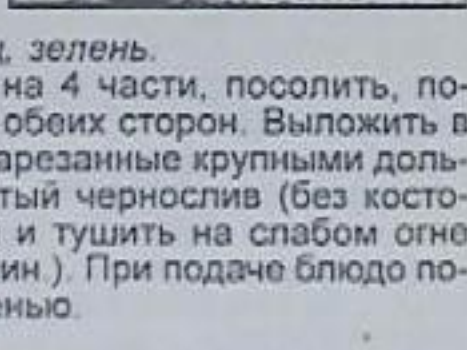 , зелень.
на 4 части, посолить, по-
обеих сторон. Выложить в
арезанные крупными доль-
тый чернослив (без косто-
и тушить на слабом огне
ин.). При подаче блюдо по-
енью.